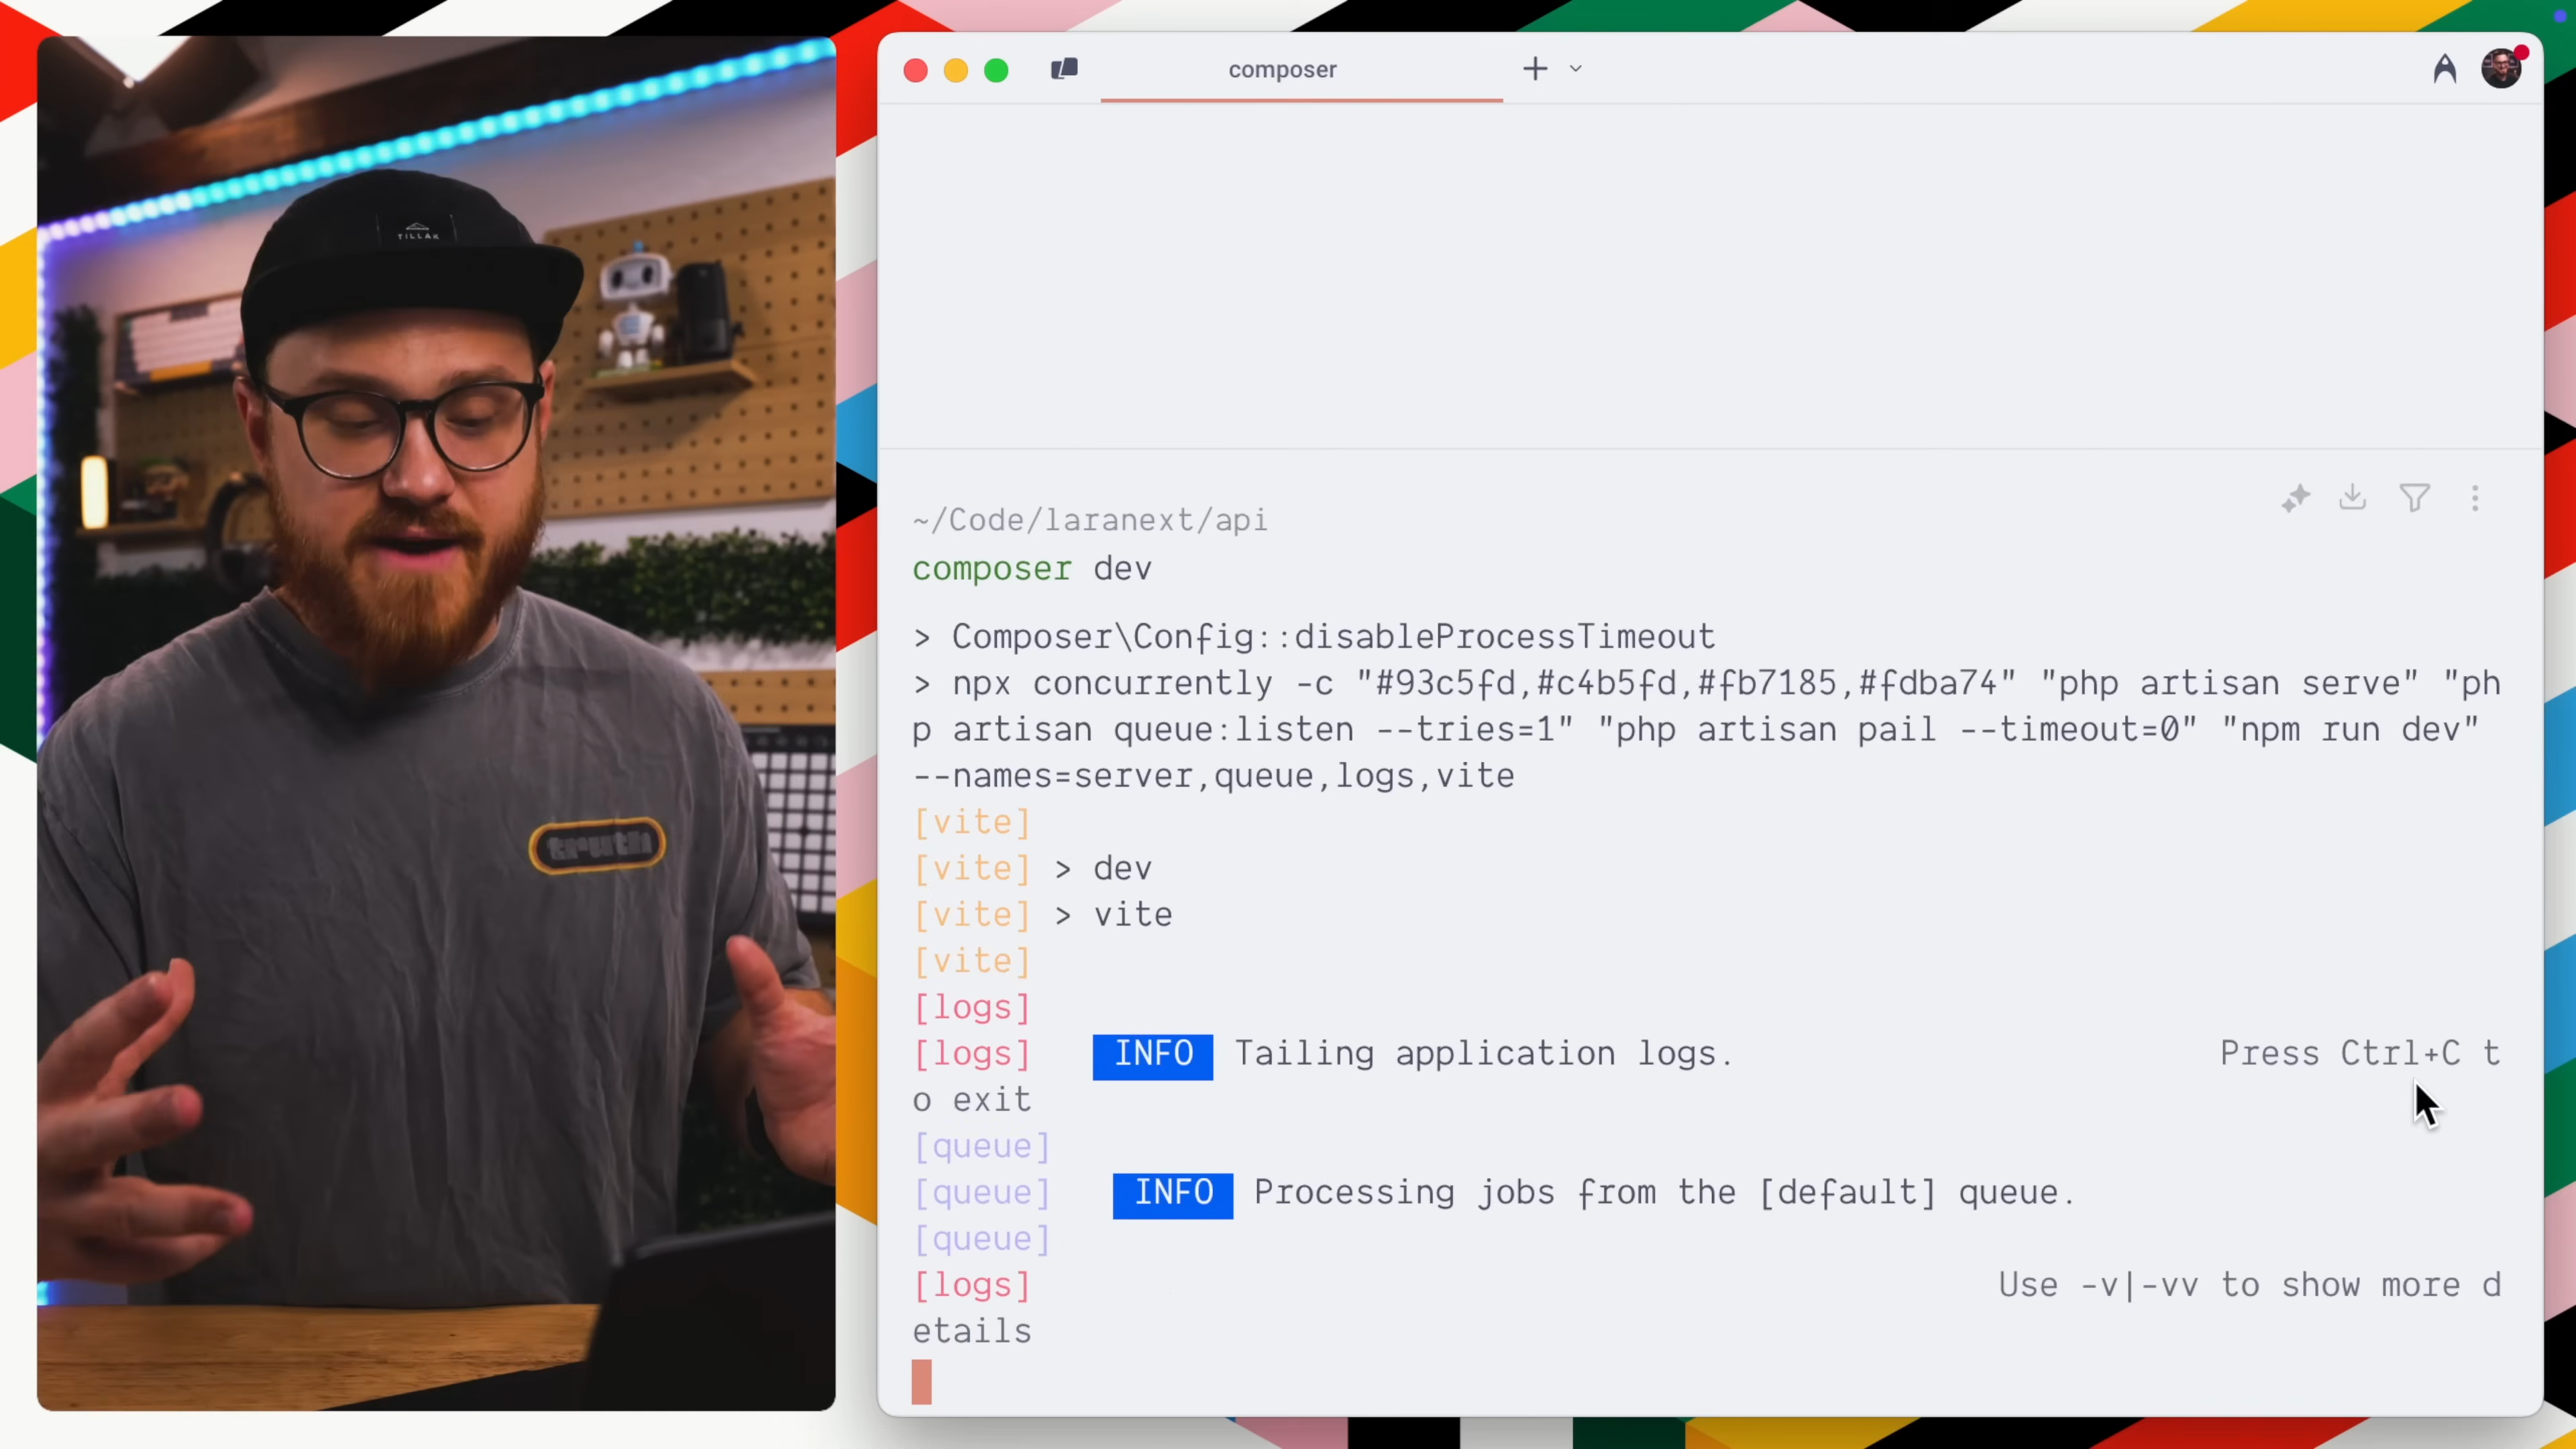 TILLAK
truth
composer
~/Code/laranext/api
composer dev
> Composer\Config::disableProcessTimeout
> npx concurrently -c "#93c5fd,#c4b5fd,#fb7185,#fdba74" "php artisan serve" "ph
p artisan queue:listen --tries=1" "php artisan pail --timeout=0" "npm run dev"
--names=server,queue,logs,vite
[vite]
[vite] > dev
[vite] > vite
[vite]
[logs]
[logs] INFO Tailing application logs. Press Ctrl+C t
o exit
[queue]
[queue] INFO Processing jobs from the [default] queue.
[queue]
[logs] Use -v|-vv to show more d
etails